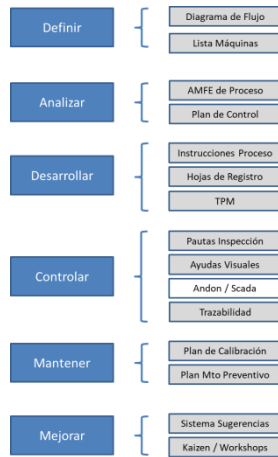 Definir
Diagrama de Flujo
Lista Máquinas
Analizar
AMFE de Proceso
Plan de Control
Desarrollar
Instrucciones Proceso
Hojas de Registro
TPM
Controlar
Pautas Inspección
Ayudas Visuales
Andon / Scada
Trazabilidad
Mantener
Plan de Calibración
Plan Mto Preventivo
Mejorar
Sistema Sugerencias
Kaizen / Workshops